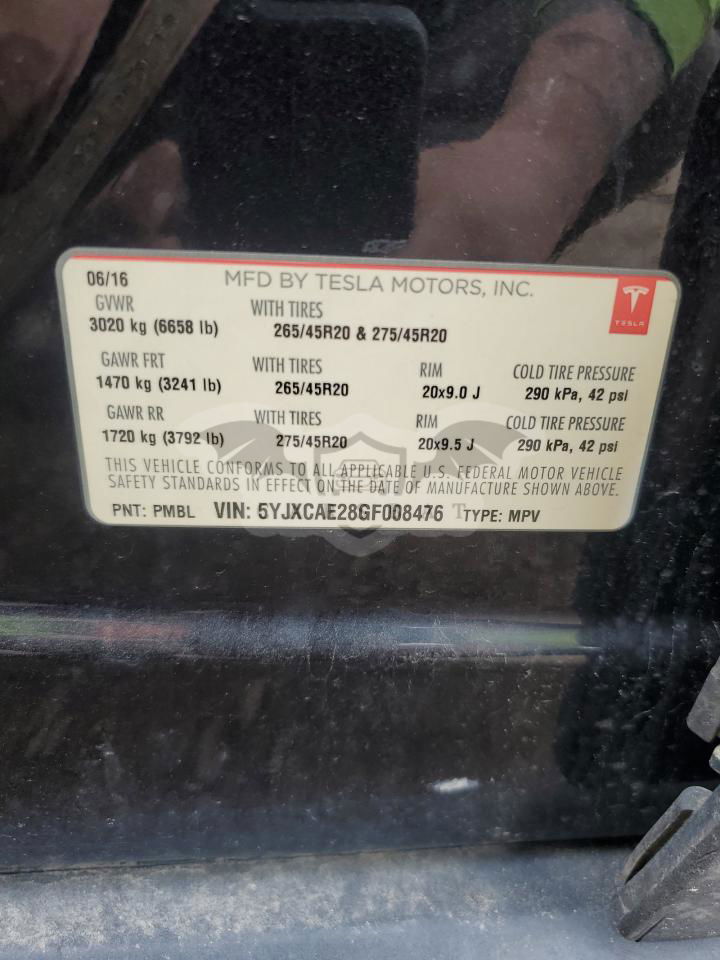 06/16 MFD BY TESLA MOTORS, INC.
GVWR WITH TIRES
3020 kg (6658 lb) 265/45R20 & 275/45R20
TESLA
GAWR FRT WITH TIRES RIM COLD TIRE PRESSURE
1470 kg (3241 lb) 265/45R20 20x9.0 J 290 kPa, 42 psi
GAWR RR WITH TIRES RIM COLD TIRE PRESSURE
1720 kg (3792 lb) 275/45R20 20x9.5 J 290 kPa, 42 psi
THIS VEHICLE CONFORMS TO ALL APPLICABLE U.S. FEDERAL MOTOR VEHICLE
SAFETY STANDARDS IN EFFECT ON THE DATE OF MANUFACTURE SHOWN ABOVE.
PNT: PMBL VIN: 5YJXCAE28GF008476 T TYPE: MPV